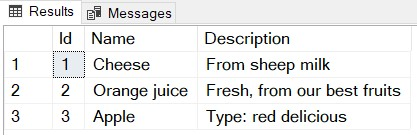 Results Messages
Id Name Description
1 1 Cheese From sheep milk
2 2 Orange juice Fresh, from our best fruits
3 3 Apple Type: red delicious